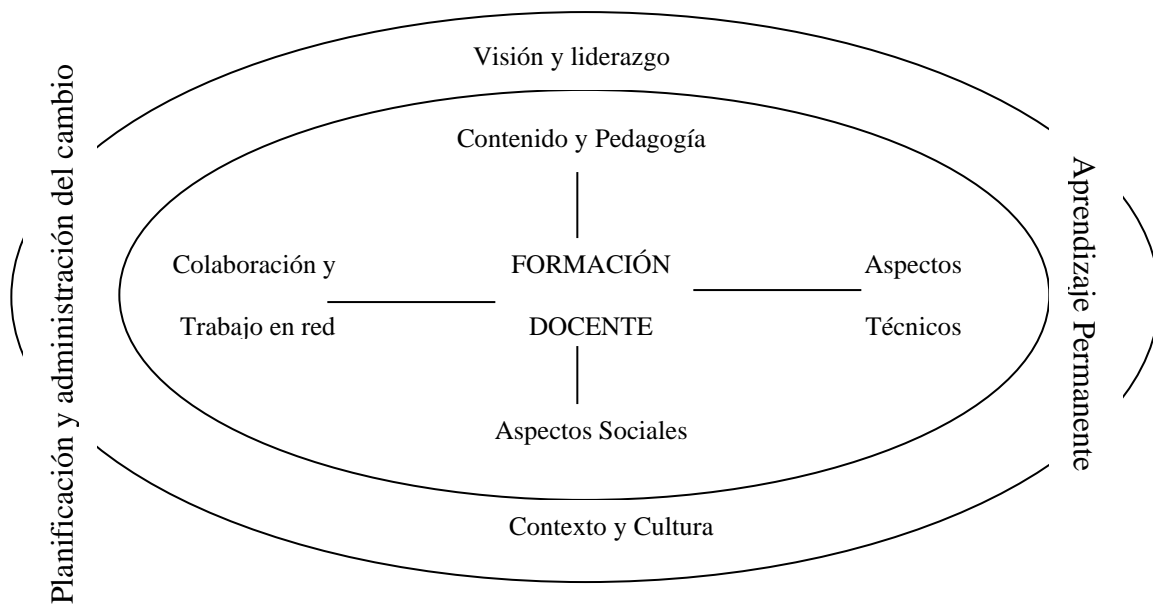 Visión y liderazgo
Planificación y administración del cambio
Contenido y Pedagogía
Aprendizaje Permanente
Colaboración y
Trabajo en red
FORMACIÓN
DOCENTE
Aspectos
Técnicos
Aspectos Sociales
Contexto y Cultura